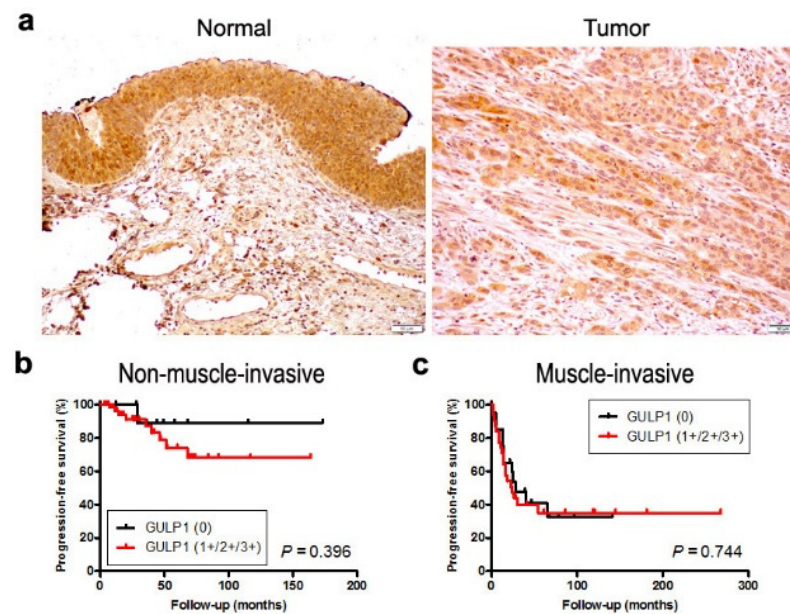 a
Normal
Tumor
b
Non-muscle-invasive
Progression-free survival (%)
100
80
60
40
20
0
GULP1 (0)
GULP1 (1+/2+/3+)
P = 0.396
0
50
100
150
200
Follow-up (months)
c
Muscle-invasive
Progression-free survival (%)
100
80
60
40
20
0
GULP1 (0)
GULP1 (1+/2+/3+)
P = 0.744
0
100
200
300
Follow-up (months)